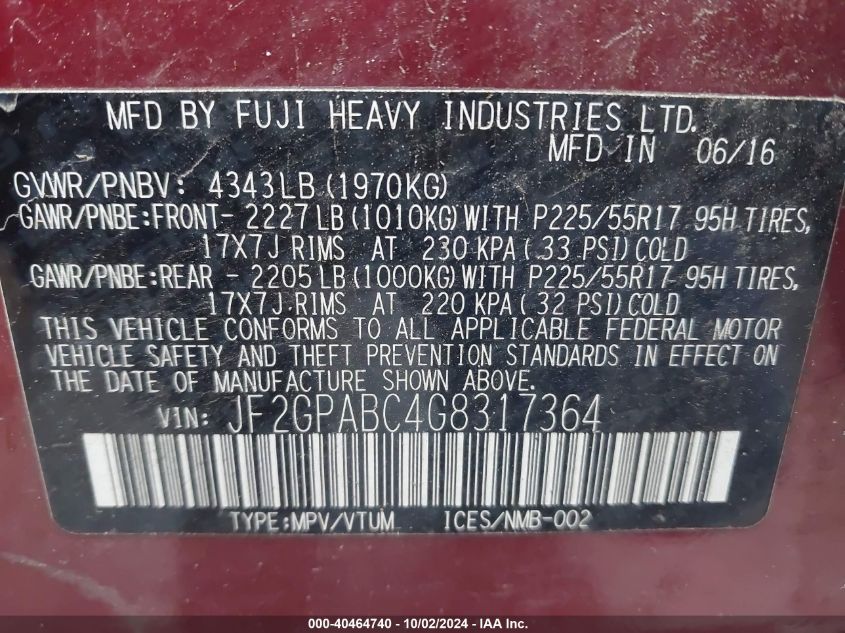 MFD BY FUJI HEAVY INDUSTRIES LTD.
MFD IN 06/16
GVWR/PNBV: 4343LB (1970KG)
GAWR/PNBE:FRONT- 2227LB (1010KG) WITH P225/55R17 95H TIRES,
17X7J RIMS AT 230 KPA ( 33 PSI) COLD
GAWR/PNBE:REAR - 2205LB (1000KG) WITH P225/55R17 95H TIRES,
17X7J RIMS AT 220 KPA ( 32 PSI) COLD
THIS VEHICLE CONFORMS TO ALL APPLICABLE FEDERAL MOTOR
VEHICLE SAFETY AND THEFT PREVENTION STANDARDS IN EFFECT ON
THE DATE OF MANUFACTURE SHOWN ABOVE.
VIN: JF2GPABC4G8317364
TYPE:MPV/VTUM ICES/NMB-002
000-40464740 - 10/02/2024 - IAA Inc.